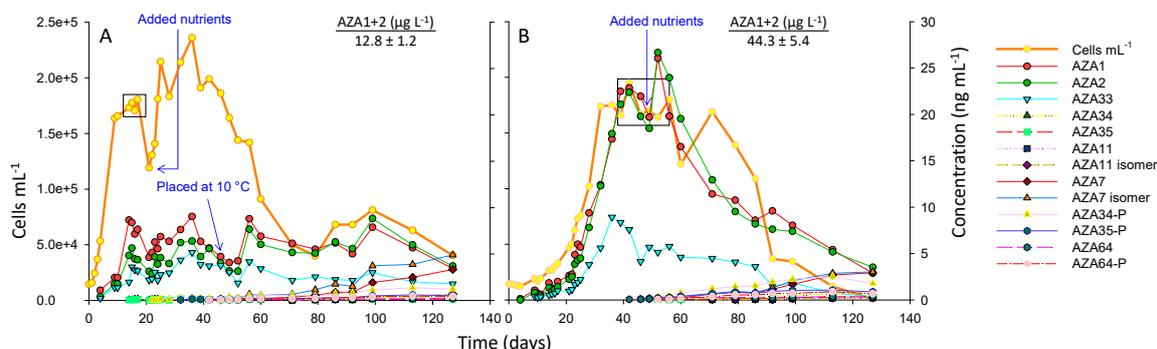 Added nutrients
AZA1+2 (µg L-1)
12.8 ± 1.2
A
Placed at 10 °C
2.5e+5
2.0e+5
1.5e+5
1.0e+5
5.0e+4
0.0
Cells mL-1
0 20 40 60 80 100 120 140
Added nutrients
AZA1+2 (µg L-1)
44.3 ± 5.4
B
30
25
20
15
10
5
0
Concentration (ng mL-1)
0 20 40 60 80 100 120 140
Time (days)
Cells mL-1
AZA1
AZA2
AZA33
AZA34
AZA35
AZA11
AZA11 isomer
AZA7
AZA7 isomer
AZA34-P
AZA35-P
AZA64
AZA64-P